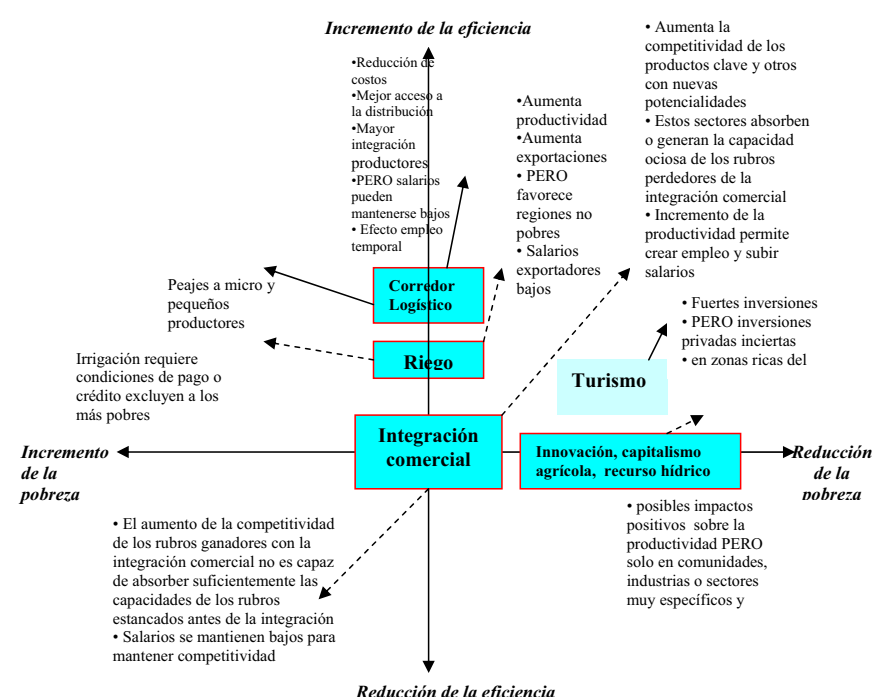 Incremento de la eficiencia
•Reducción de
costos
•Mejor acceso a
la distribución
•Mayor
integración
productores
•PERO salarios
pueden
mantenerse bajos
• Efecto empleo
temporal
•Aumenta
productividad
•Aumenta
exportaciones
• PERO
favorece
regiones no
pobres
• Salarios
exportadores
bajos
• Aumenta la
competitividad de los
productos clave y otros
con nuevas
potencialidades
• Estos sectores absorben
o generan la capacidad
ociosa de los rubros
perdedores de la
integración comercial
• Incremento de la
productividad permite
crear empleo y subir
salarios
Peajes a micro y
pequeños
productores
Corredor
Logístico
• Fuertes inversiones
• PERO inversiones
privadas inciertas
• en zonas ricas del
Irrigación requiere
condiciones de pago o
crédito excluyen a los
más pobres
Riego
Turismo
Incremento
de la
pobreza
Integración
comercial
Innovación, capitalismo
agrícola, recurso hídrico
Reducción
de la
pobreza
• El aumento de la competitividad
de los rubros ganadores con la
integración comercial no es capaz
de absorber suficientemente las
capacidades de los rubros
estancados antes de la integración
• Salarios se mantienen bajos para
mantener competitividad
• posibles impactos
positivos sobre la
productividad PERO
solo en comunidades,
industrias o sectores
muy específicos y
Reducción de la eficiencia